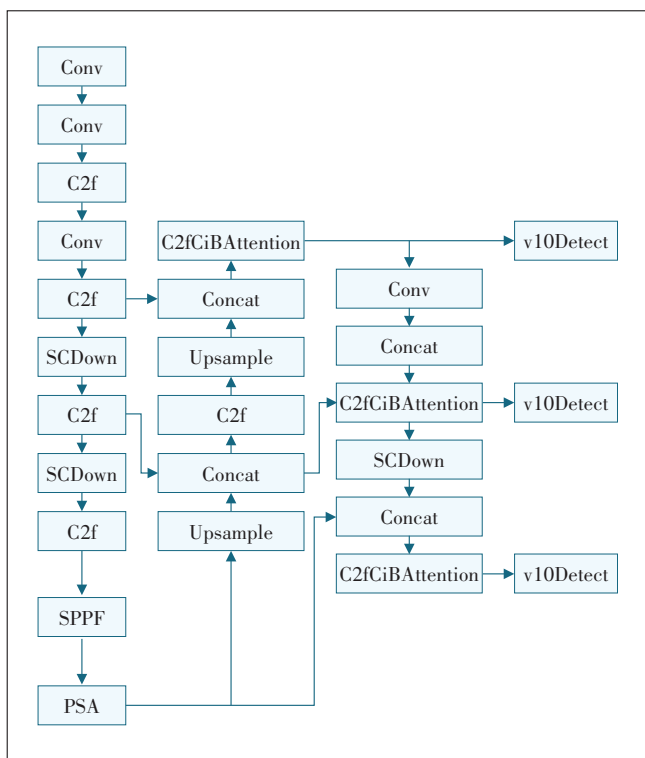 Conv
Conv
C2f
Conv
C2f
SCDown
C2f
SCDown
C2f
SPPF
PSA
C2fCiBAttention
Concat
Upsample
C2f
Concat
Upsample
Conv
Concat
C2fCiBAttention
SCDown
Concat
C2fCiBAttention
v10Detect
v10Detect
v10Detect